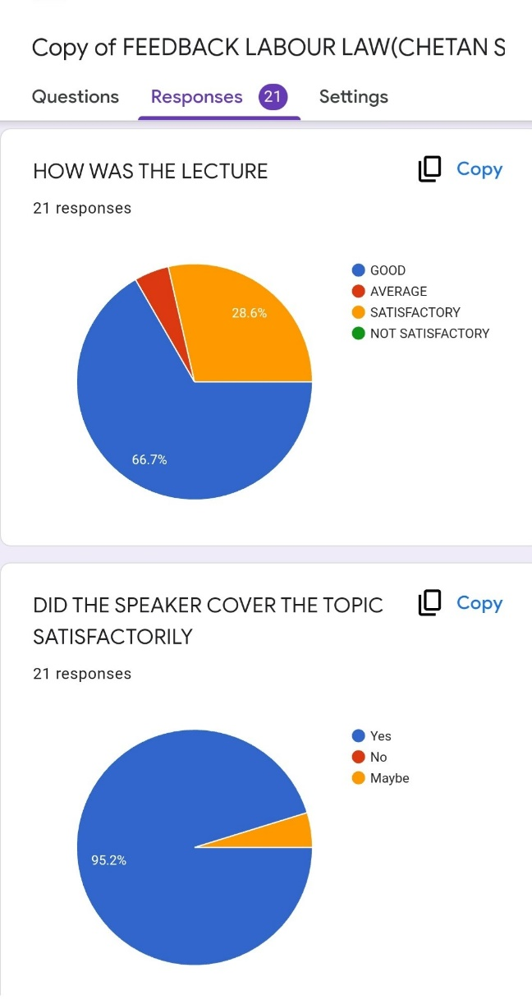 Copy of FEEDBACK LABOUR LAW(CHETAN S
Questions
Responses 21
Settings
HOW WAS THE LECTURE
Copy
21 responses
28.6%
66.7%
GOOD
AVERAGE
SATISFACTORY
NOT SATISFACTORY
DID THE SPEAKER COVER THE TOPIC
SATISFACTORILY
Copy
21 responses
95.2%
Yes
No
Maybe